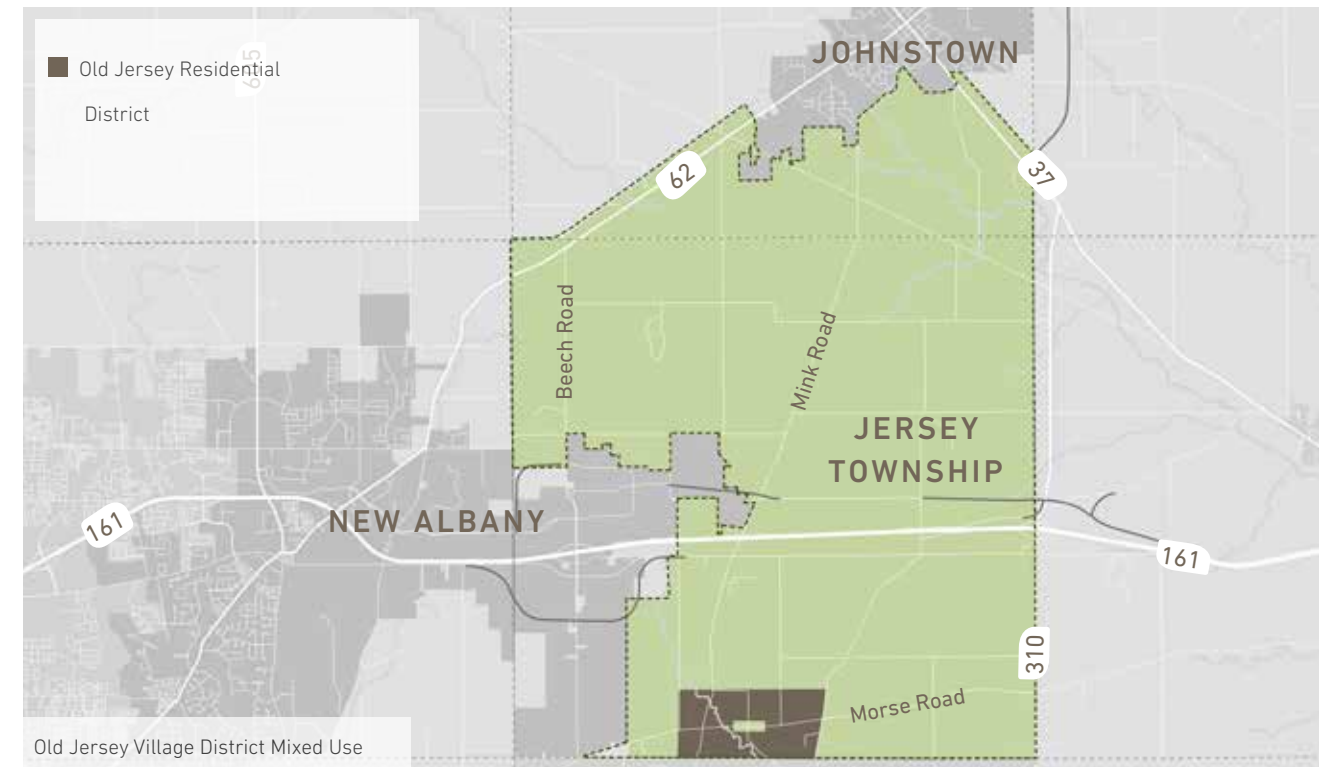 JOHNSTOWN
Old Jersey Residential
District
605
62
37
Beech Road
Mink Road
JERSEY
TOWNSHIP
NEW ALBANY
161
161
310
Morse Road
Old Jersey Village District Mixed Use